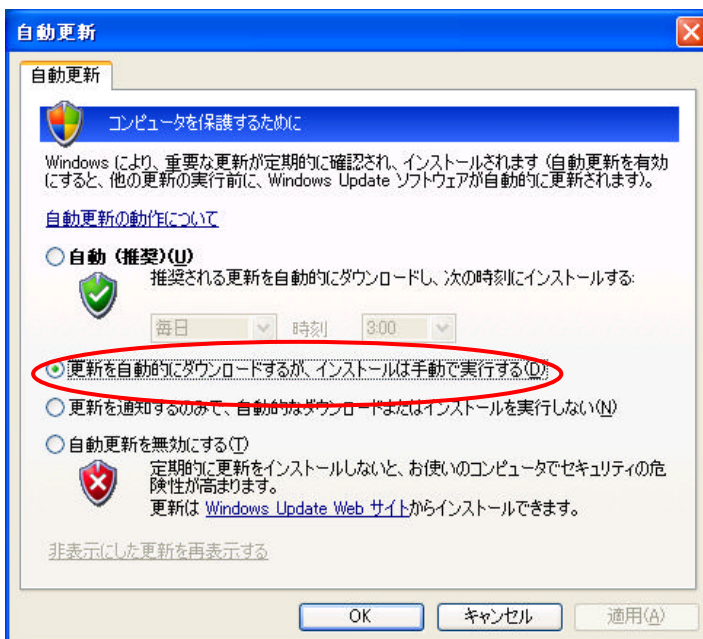 自動更新
自動更新
コンピュータを保護するために
Windows により、重要な更新が定期的に確認され、インストールされます (自動更新を有効
にすると、他の更新の実行前に、Windows Update ソフトウェアが自動的に更新されます)。
自動更新の動作について
自動 (推奨)(U)
推奨される更新を自動的にダウンロードし、次の時刻にインストールする:
毎日 時刻 3:00
更新を自動的にダウンロードするが、インストールは手動で実行する(D)
更新を通知するのみで、自動的なダウンロードまたはインストールを実行しない(N)
自動更新を無効にする(T)
定期的に更新をインストールしないと、お使いのコンピュータでセキュリティの危
険性が高まります。
更新は Windows Update Web サイトからインストールできます。
非表示にした更新を再表示する
OK キャンセル 適用(A)